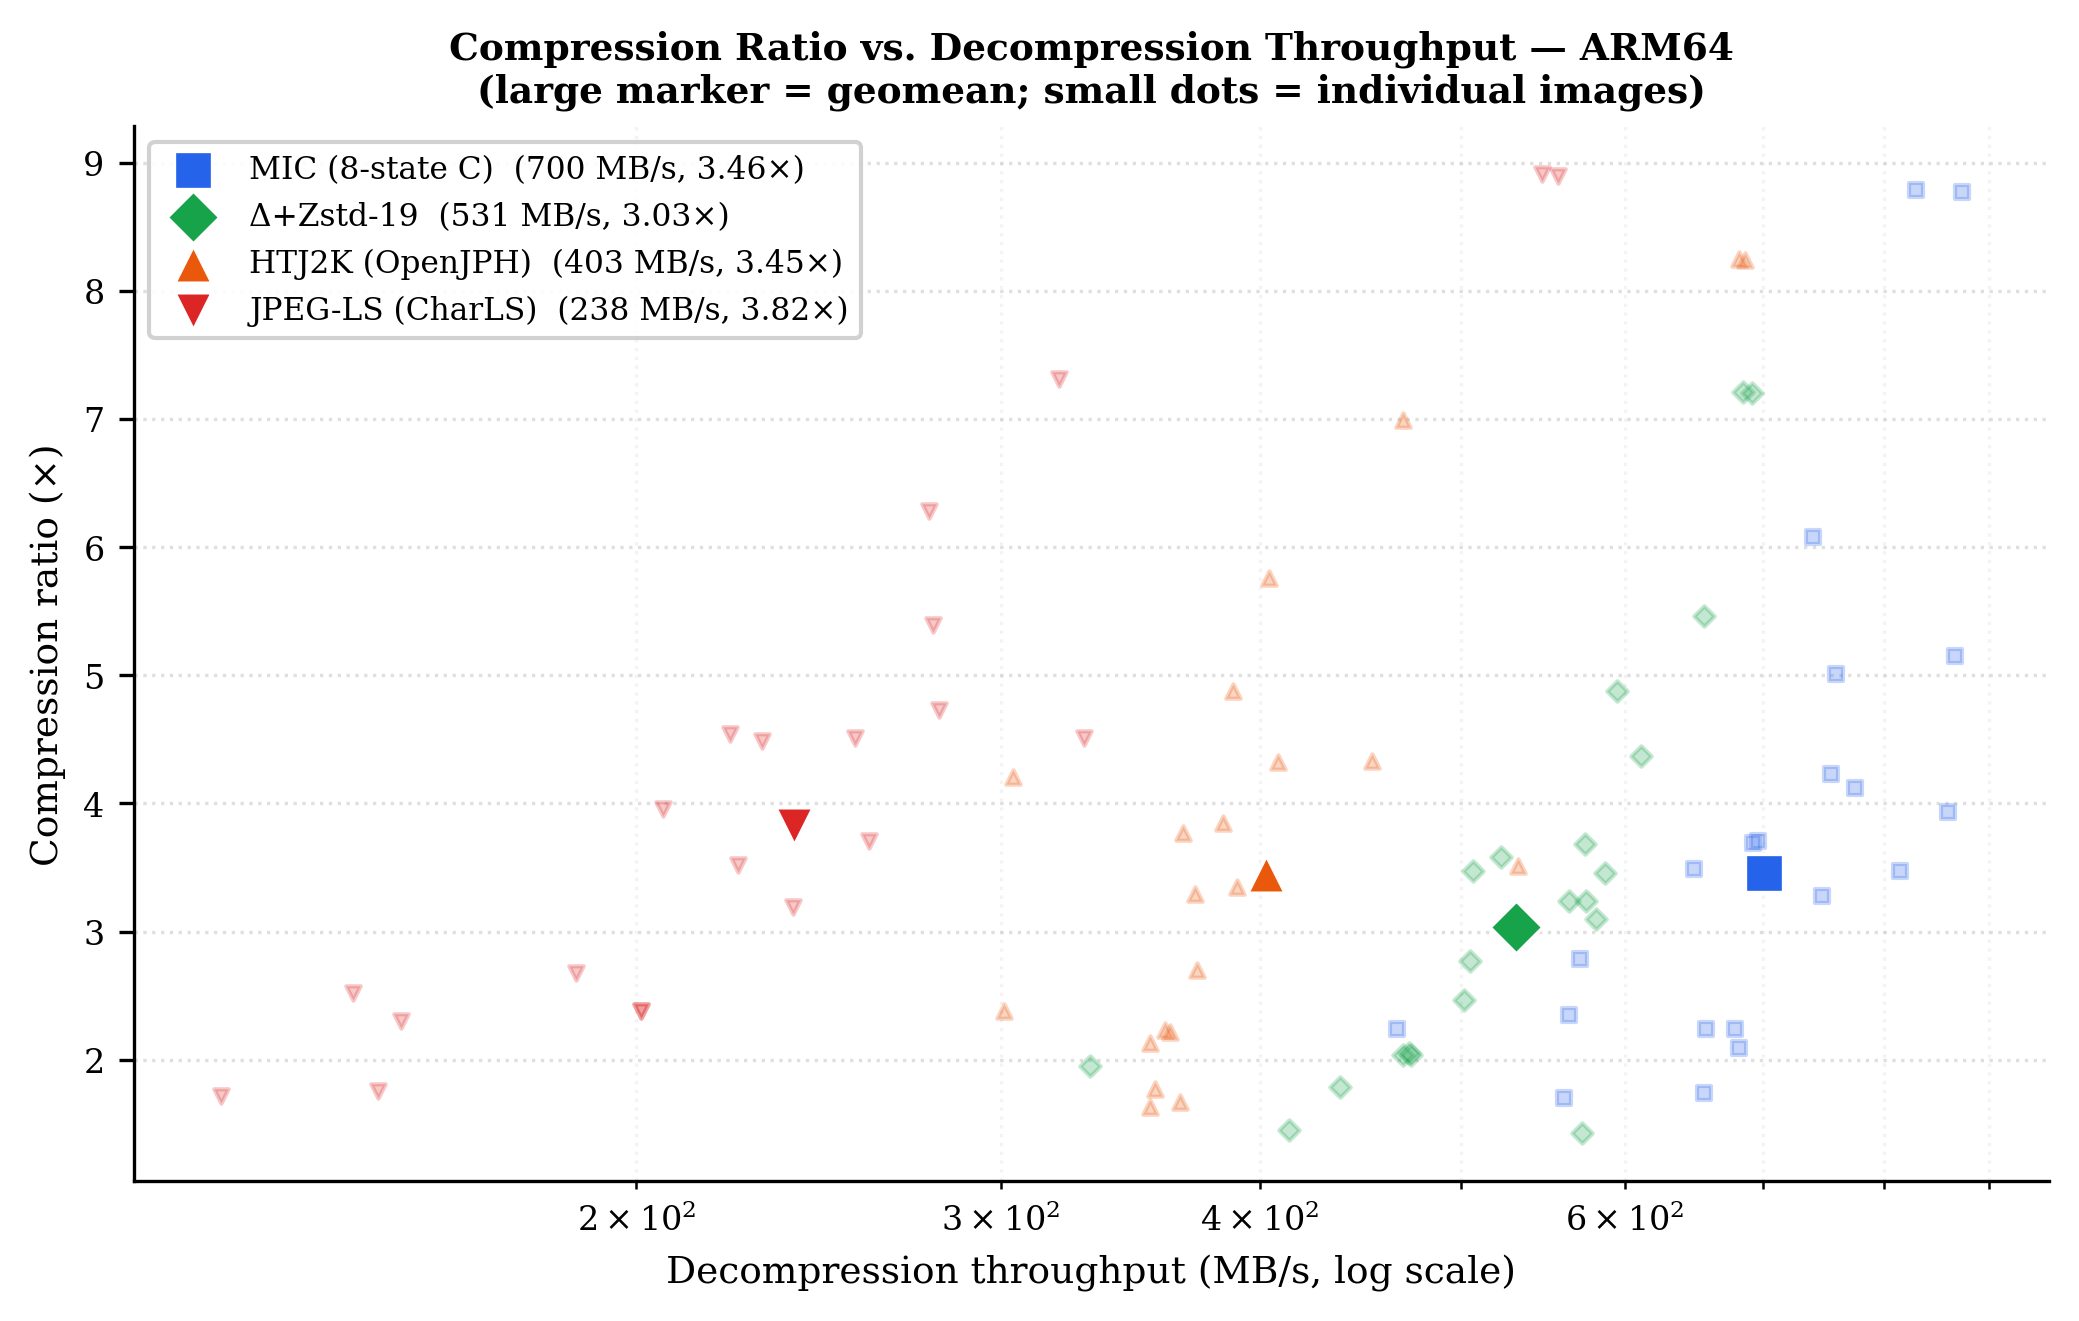 Compression Ratio vs. Decompression Throughput — ARM64
(large marker = geomean; small dots = individual images)
MIC (8-state C)  (700 MB/s, 3.46×)
Δ+Zstd-19  (531 MB/s, 3.03×)
HTJ2K (OpenJPH)  (403 MB/s, 3.45×)
JPEG-LS (CharLS)  (238 MB/s, 3.82×)
Compression ratio (×)
9
8
7
6
5
4
3
2
2 × 10² 3 × 10² 4 × 10² 6 × 10²
Decompression throughput (MB/s, log scale)